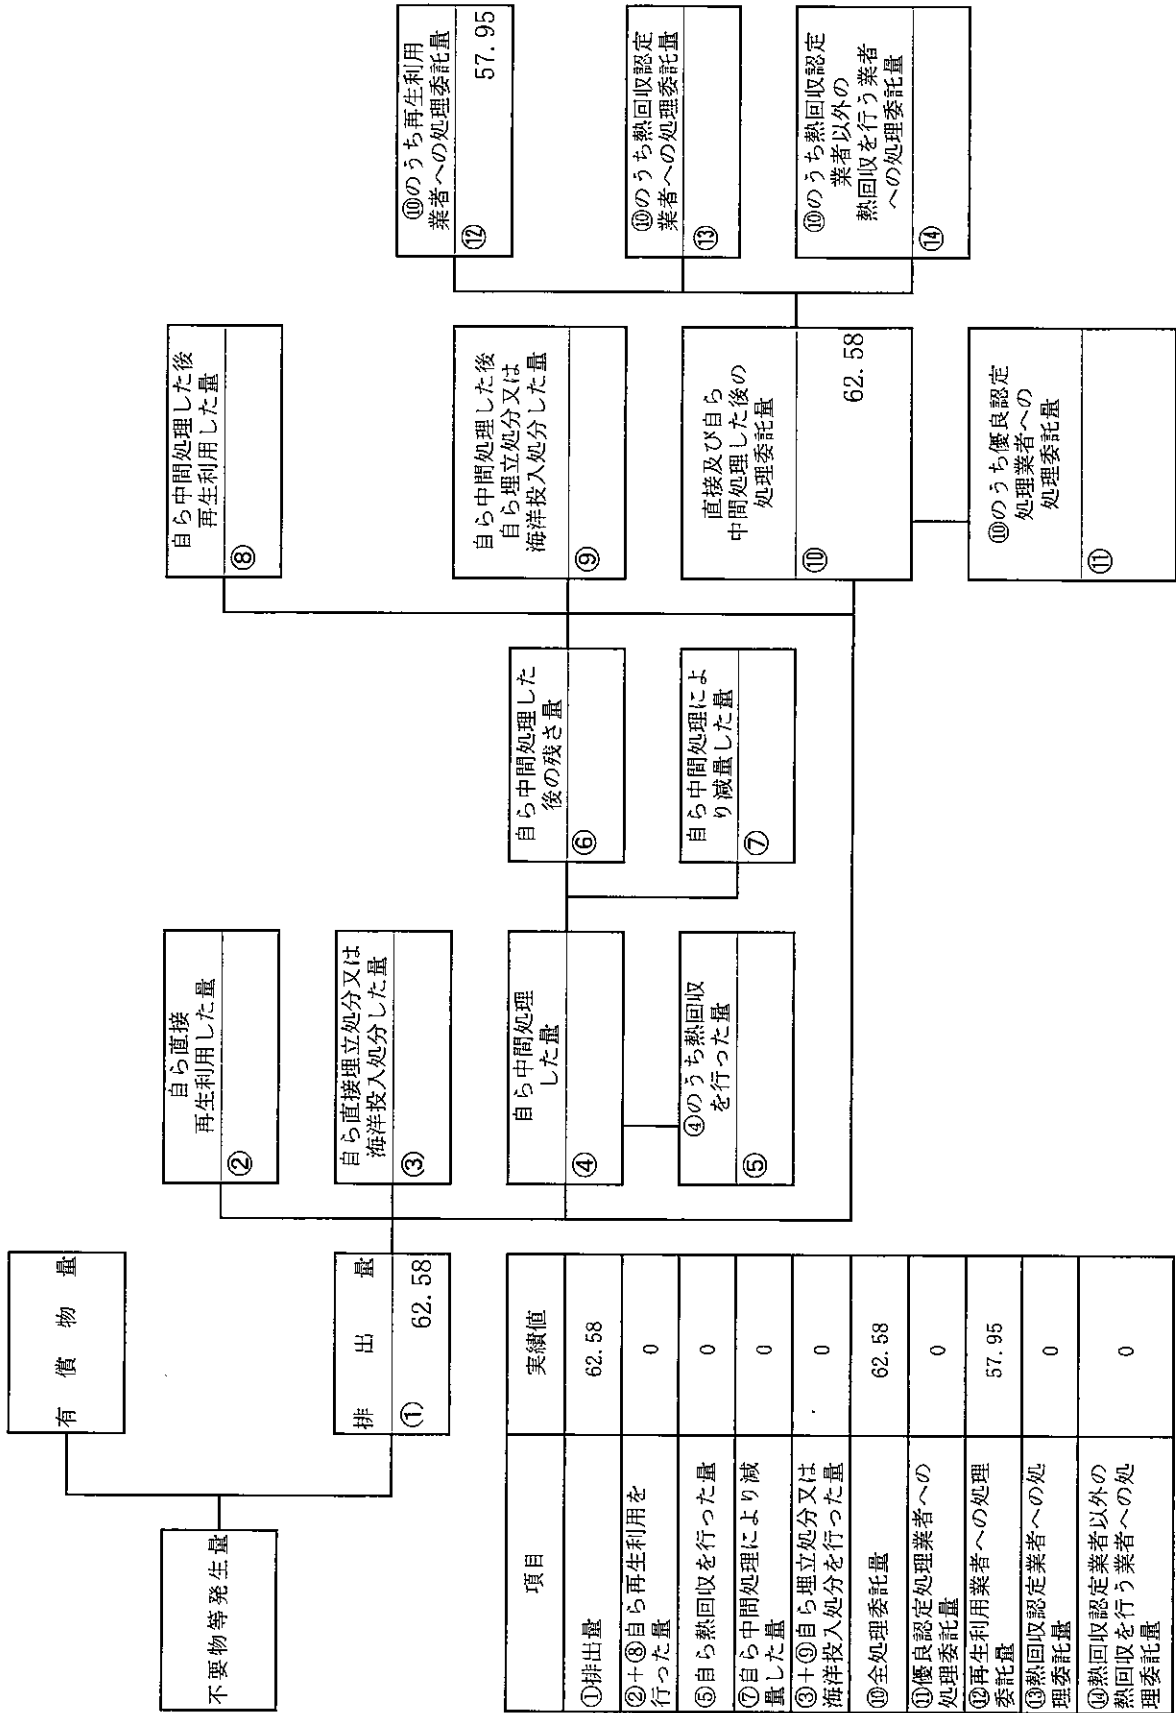 不要物等発生量
有償物量
排出量
①
62.58
自ら直接
再生利用した量
②
自ら直接埋立処分又は
海洋投入処分した量
③
自ら中間処理
した量
④
④のうち熱回収
を行った量
⑤
自ら中間処理した
後の残さ量
⑥
自ら中間処理によ
り減量した量
⑦
自ら中間処理した後
再生利用した量
⑧
自ら中間処理した後
自ら埋立処分又は
海洋投入処分した量
⑨
直接及び自ら
中間処理した後の
処理委託量
⑩
62.58
⑩のうち優良認定
処理業者への
処理委託量
⑪
⑩のうち再生利用
業者への処理委託量
⑫
57.95
⑩のうち熱回収認定
業者への処理委託量
⑬
⑩のうち熱回収認定
業者以外の
熱回収を行う業者
への処理委託量
⑭
項目 実績値
①排出量 62.58
②+⑧自ら再生利用を
行った量 0
⑤自ら熱回収を行った量 0
⑦自ら中間処理により減
量した量 0
③+⑨自ら埋立処分又は
海洋投入処分を行った量 0
⑩全処理委託量 62.58
⑪優良認定処理業者への
処理委託量 0
⑫再生利用業者への処理
委託量 57.95
⑬熱回収認定業者への処
理委託量 0
⑭熱回収認定業者以外の
熱回収を行う業者への処
理委託量 0